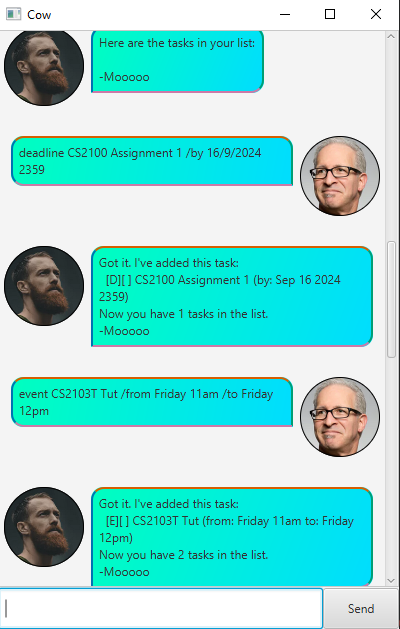 Cow
Here are the tasks in your list:
-Mooooo
deadline CS2100 Assignment 1 /by 16/9/2024
2359
Got it. I've added this task:
[D][ ] CS2100 Assignment 1 (by: Sep 16 2024
2359)
Now you have 1 tasks in the list.
-Mooooo
event CS2103T Tut /from Friday 11am /to Friday
12pm
Got it. I've added this task:
[E][ ] CS2103T Tut (from: Friday 11am to: Friday
12pm)
Now you have 2 tasks in the list.
-Mooooo
Send